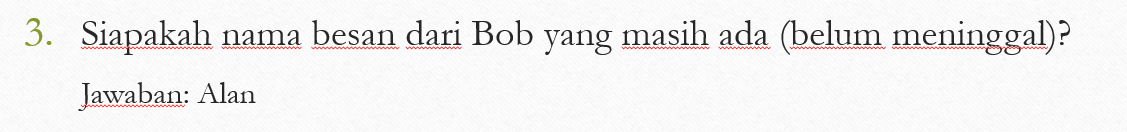 3. Siapakah nama besan dari Bob yang masih ada (belum meninggal)?
Jawaban: Alan